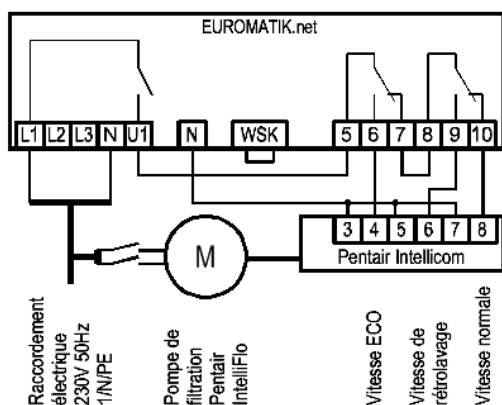 EUROMATIK.net
L1 L2 L3 N U1 N WSK 5 6 7 8 9 10
3 4 5 6 7 8
Pentair Intellicom
M
Raccordement
électrique
230V 50Hz
1/N/PE
Pompe de
filtration
Pentair
IntelliFlo
Vitesse ECO
Vitesse de
rétrolavage
Vitesse normale